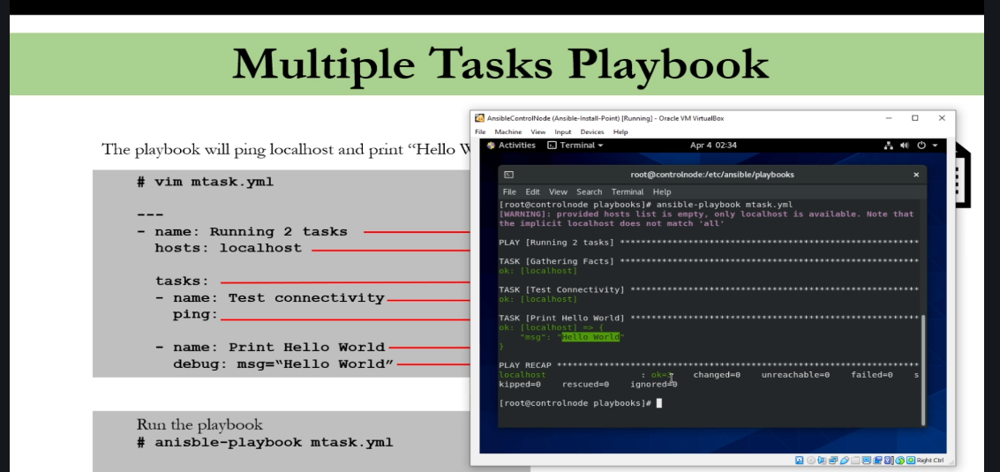 Multiple Tasks Playbook
The playbook will ping localhost and print “Hello W
# vim mtask.yml
---
- name: Running 2 tasks
hosts: localhost
tasks:
- name: Test connectivity
ping:
- name: Print Hello World
debug: msg=“Hello World”
Run the playbook
# anisble-playbook mtask.yml
AnsibleControlNode (Ansible-Install-Point) [Running] - Oracle VM VirtualBox
File Machine View Input Devices Help
Activities Terminal Apr 4 02:34
root@controlnode:/etc/ansible/playbooks
File Edit View Search Terminal Help
[root@controlnode playbooks]# ansible-playbook mtask.yml
[WARNING]: provided hosts list is empty, only localhost is available. Note that
the implicit localhost does not match 'all'
PLAY [Running 2 tasks] ******************************************************
TASK [Gathering Facts] ******************************************************
ok: [localhost]
TASK [Test Connectivity] ****************************************************
ok: [localhost]
TASK [Print Hello World] ****************************************************
ok: [localhost] => {
"msg": "Hello World"
}
PLAY RECAP ******************************************************************
localhost : ok=3 changed=0 unreachable=0 failed=0 s
kipped=0 rescued=0 ignored=0
[root@controlnode playbooks]#
Right Ctrl